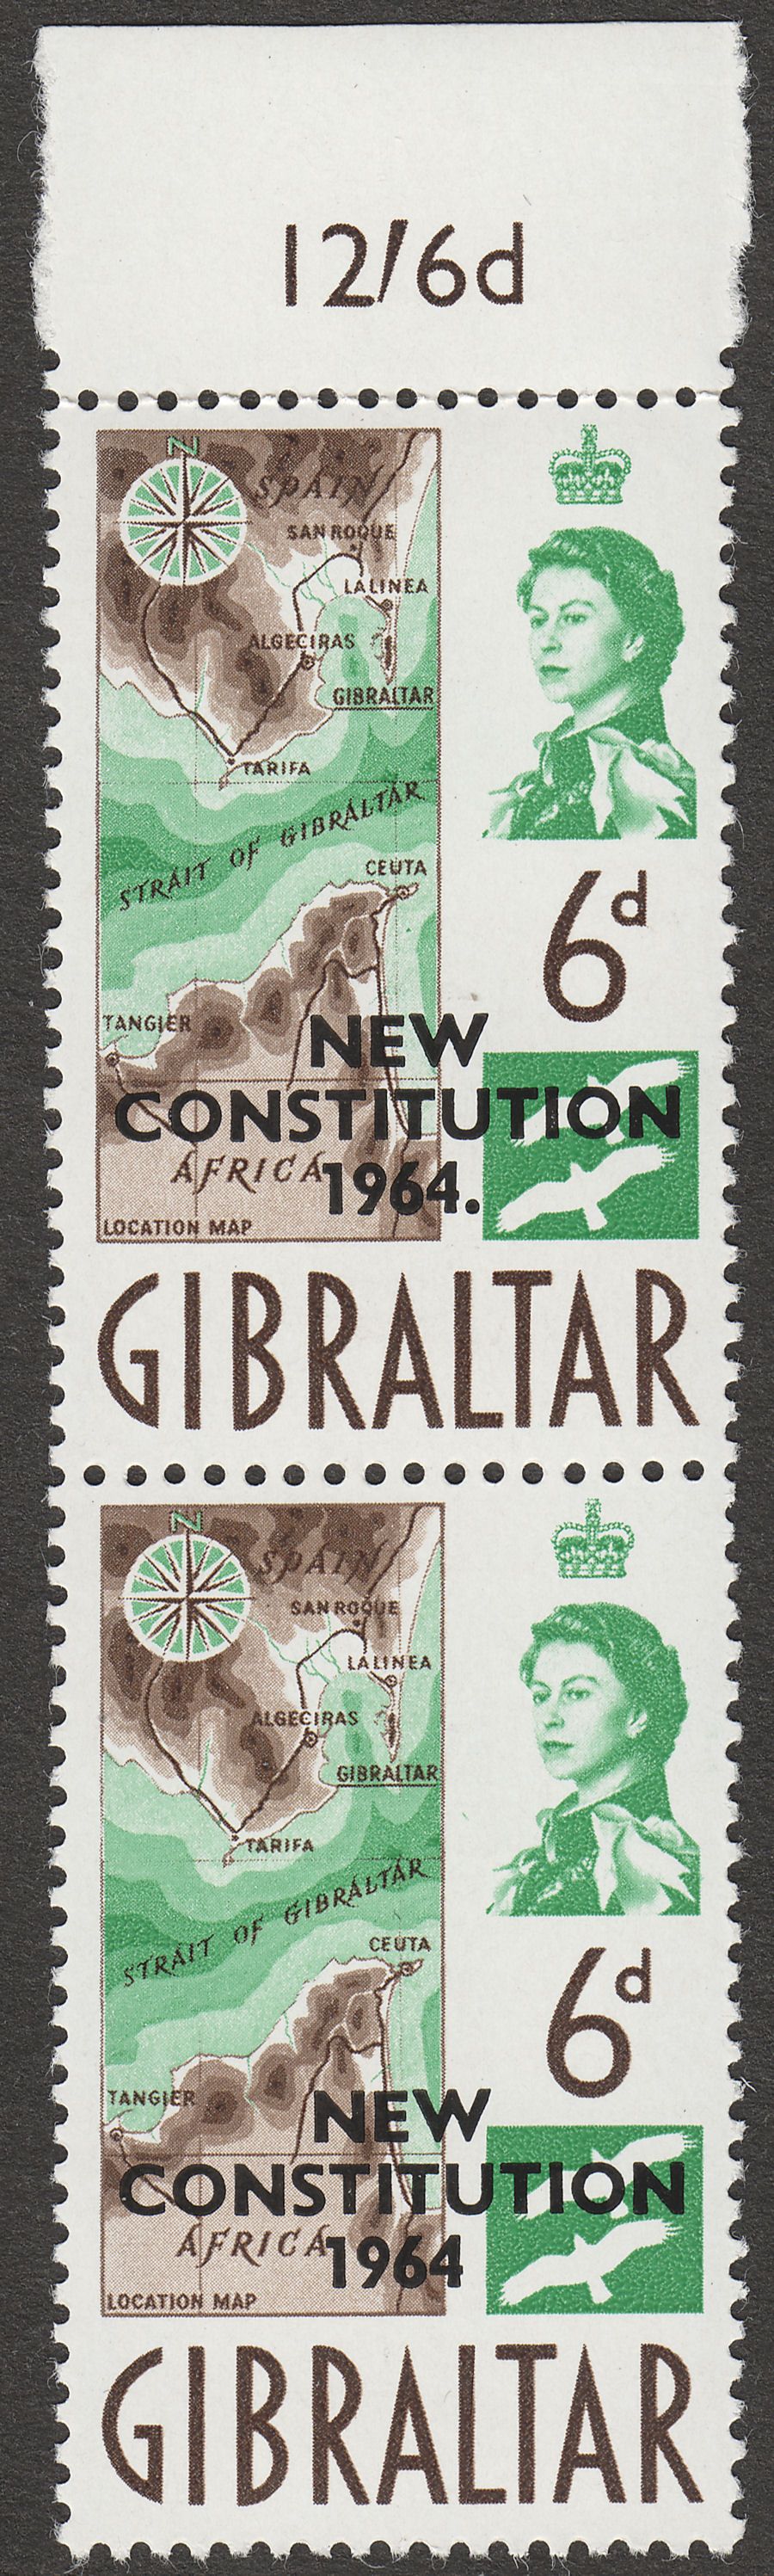 12/6d
N
SPAIN
SAN ROQUE
LA LINEA
ALGECIRAS
GIBRALTAR
TARIFA
STRAIT OF GIBRALTAR
CEUTA
6d
TANGIER
NEW
CONSTITUTION
AFRICA
1964.
LOCATION MAP
GIBRALTAR
N
SPAIN
SAN ROQUE
LA LINEA
ALGECIRAS
GIBRALTAR
TARIFA
STRAIT OF GIBRALTAR
CEUTA
6d
TANGIER
NEW
CONSTITUTION
AFRICA
1964
LOCATION MAP
GIBRALTAR